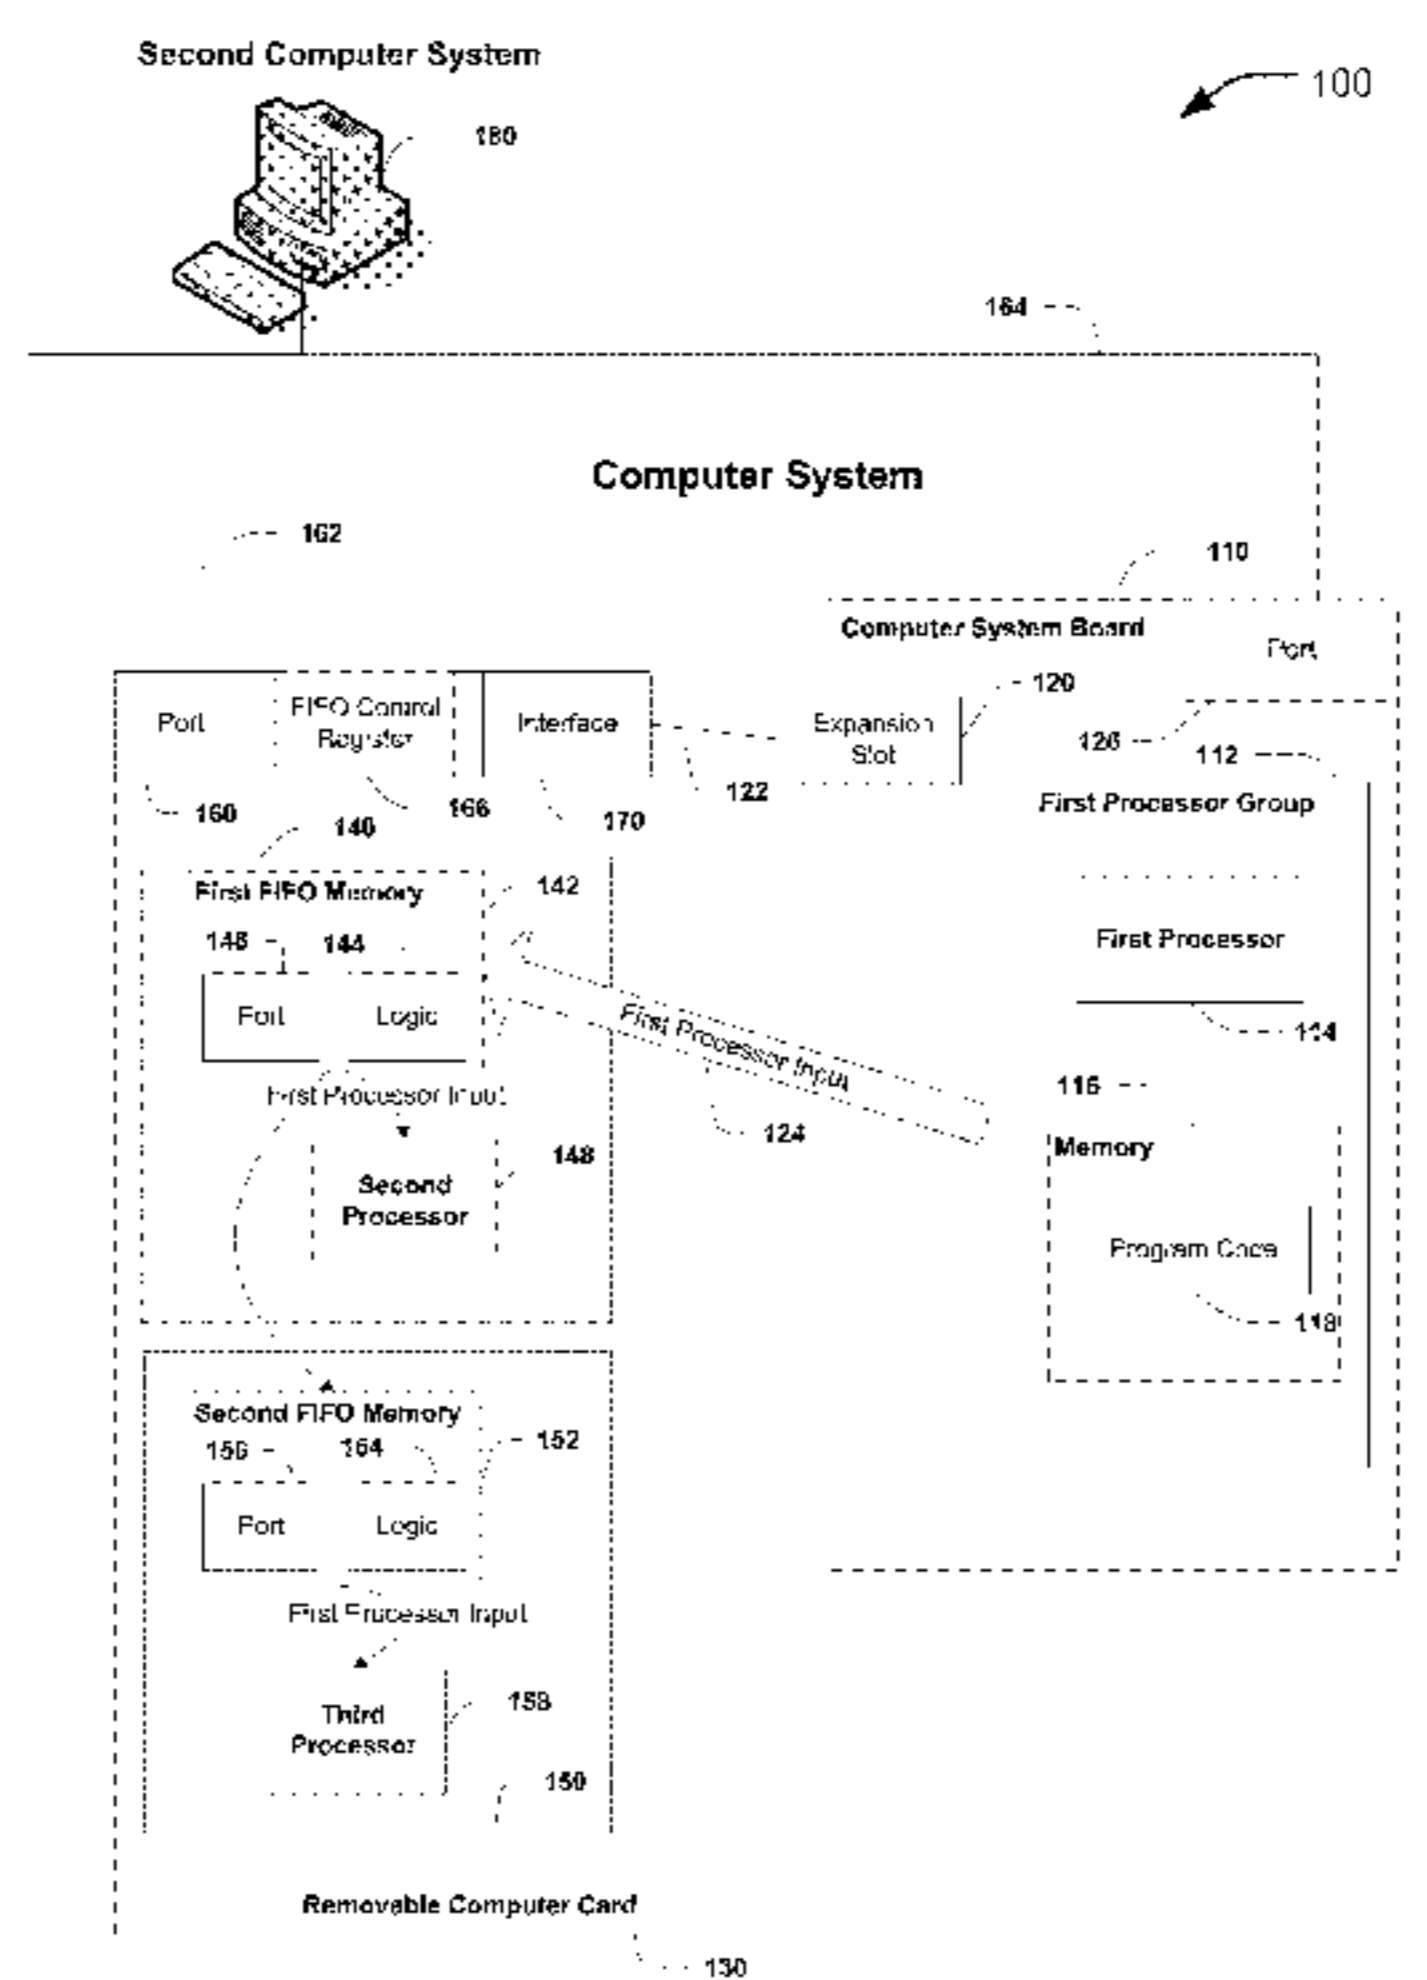 Second Computer System
100
180
164
Computer System
162
110
Computer System Board
Port
120
Port
FIFO Control
Register
Interface
Expansion
Slot
126
112
122
160
166
170
First Processor Group
140
First FIFO Memory
142
146
144
First Processor
Port
Logic
First Processor Input
114
First Processor Input
116
124
148
Memory
Second
Processor
Program Code
118
Second FIFO Memory
156
154
152
Port
Logic
First Processor Input
158
Third
Processor
150
Removable Computer Card
130